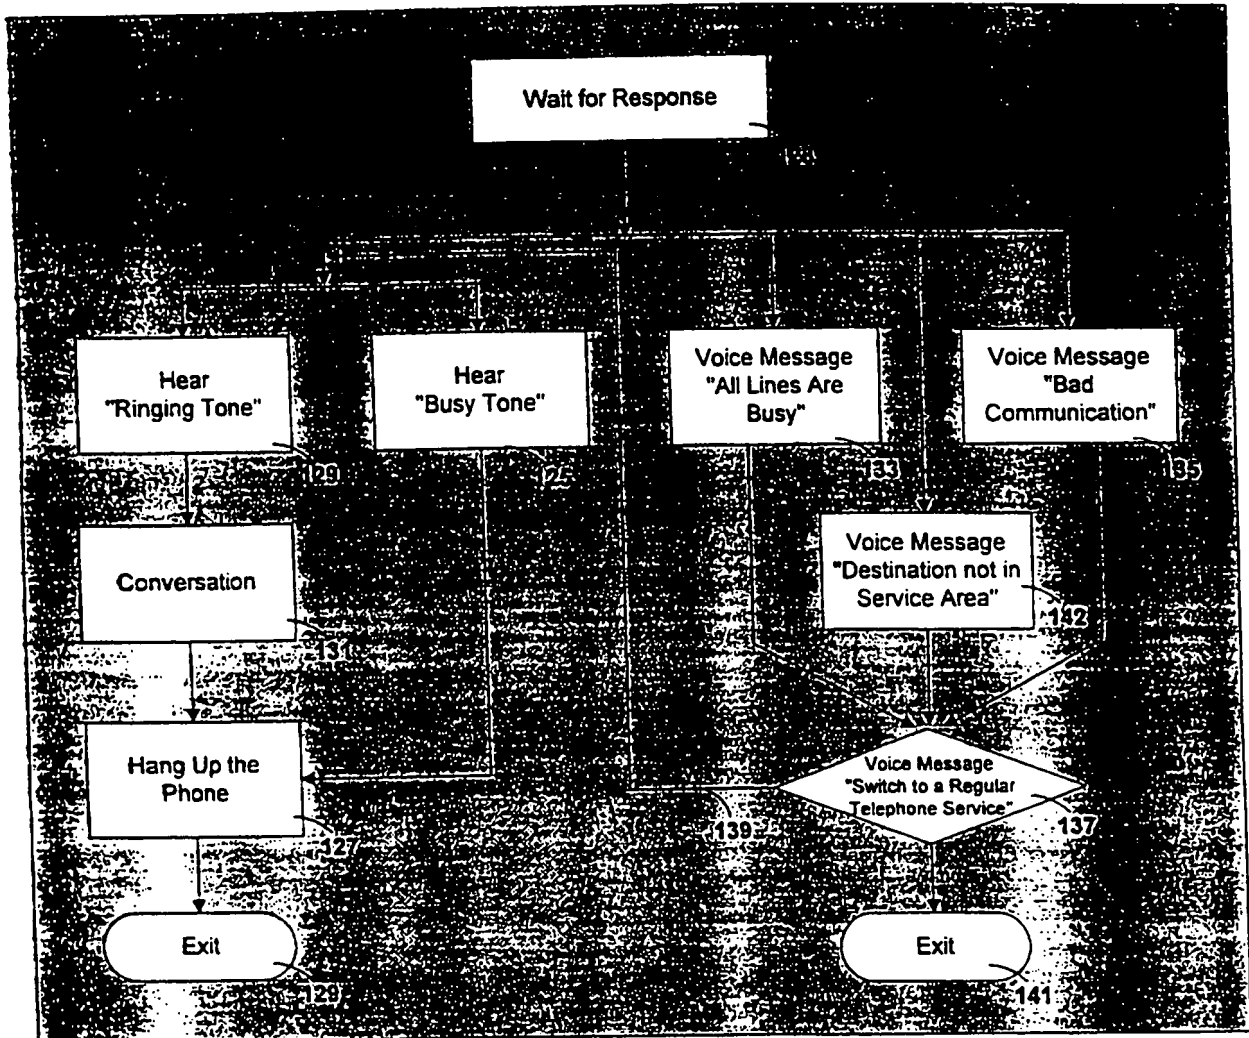 Wait for Response
Hear
"Ringing Tone"
129
Hear
"Busy Tone"
Voice Message
"All Lines Are
Busy"
133
Voice Message
"Bad
Communication"
135
Conversation
131
Voice Message
"Destination not in
Service Area"
142
Hang Up the
Phone
127
Voice Message
"Switch to a Regular
Telephone Service"
137
139
Exit
129
Exit
141